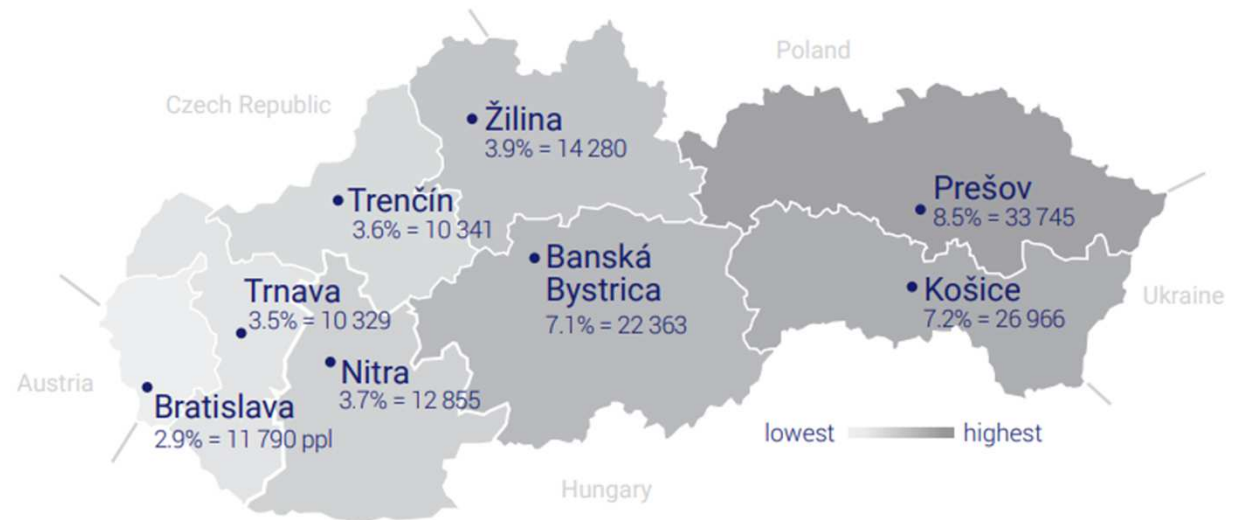 Poland
Czech Republic
Žilina
3.9% = 14 280
Trenčín
3.6% = 10 341
Prešov
8.5% = 33 745
Banská
Bystrica
7.1% = 22 363
Trnava
3.5% = 10 329
Košice
7.2% = 26 966
Ukraine
Nitra
3.7% = 12 855
Austria
Bratislava
2.9% = 11 790 ppl
lowest highest
Hungary